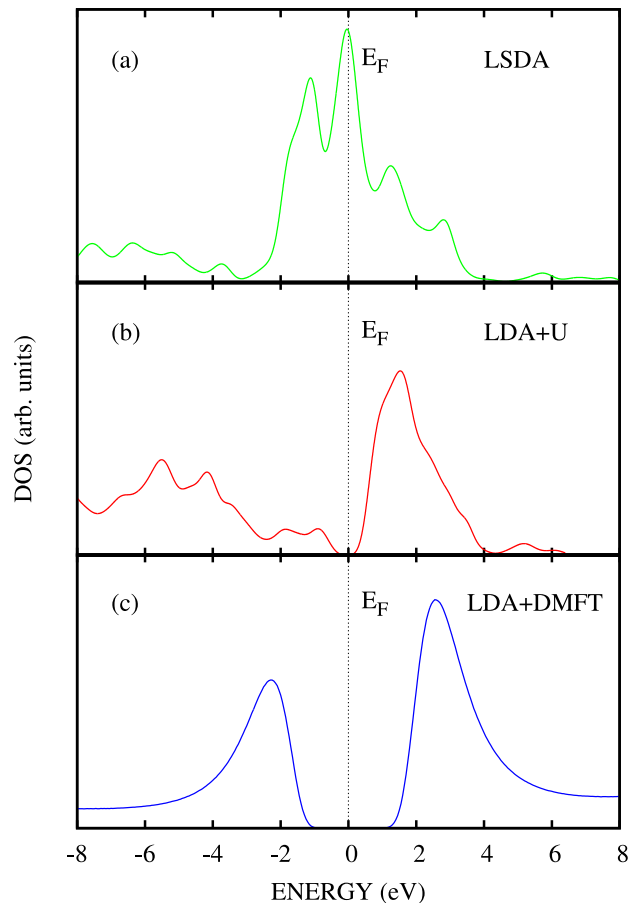 (a)
E_F
LSDA
(b)
E_F
LDA+U
(c)
E_F
LDA+DMFT
DOS (arb. units)
-8 -6 -4 -2 0 2 4 6 8
ENERGY (eV)